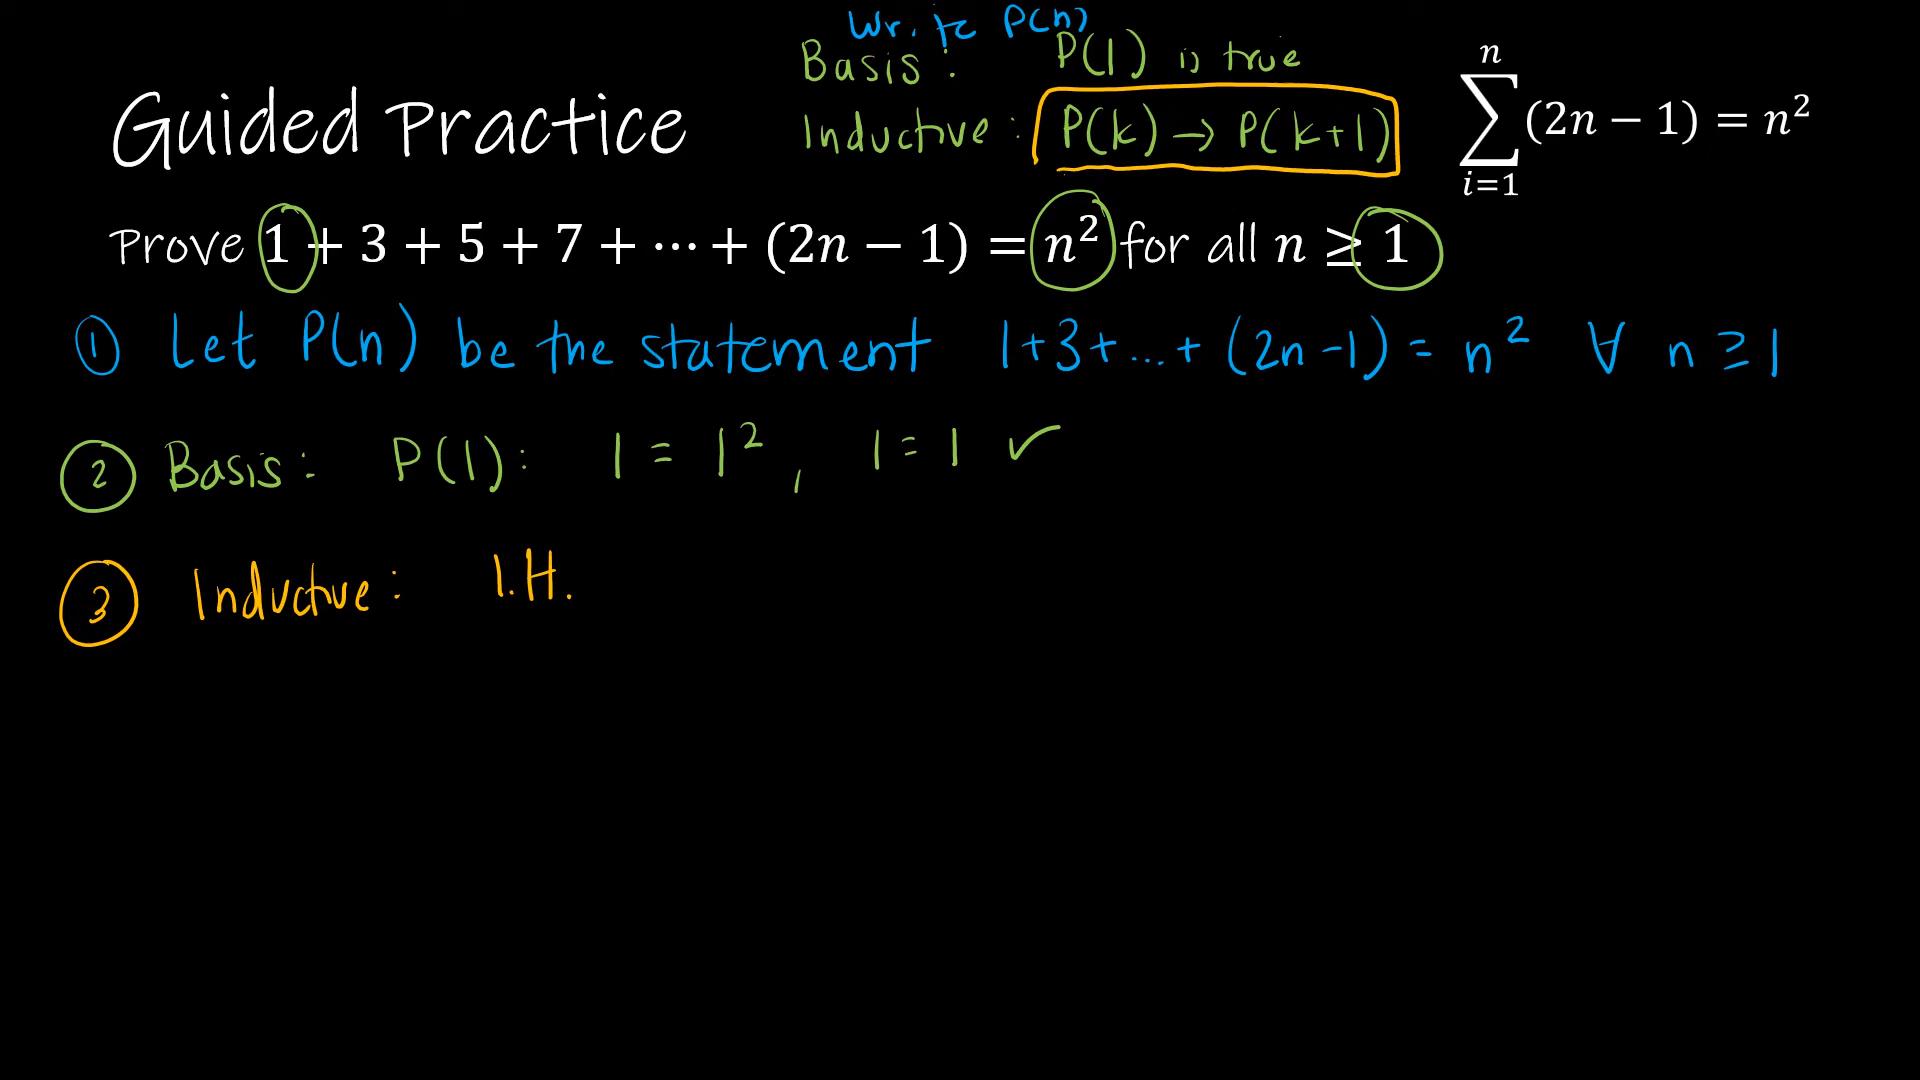 Write P(n)
Basis: P(1) is true
Guided Practice
Inductive: P(k) → P(k+1)
n
∑ (2n − 1) = n²
i=1
Prove 1 + 3 + 5 + 7 + ⋯ + (2n − 1) = n² for all n ≥ 1
① Let P(n) be the statement 1+3+...+ (2n-1) = n² ∀ n ≥ 1
② Basis: P(1): 1 = 1², 1 = 1 ✓
③ Inductive: I.H.